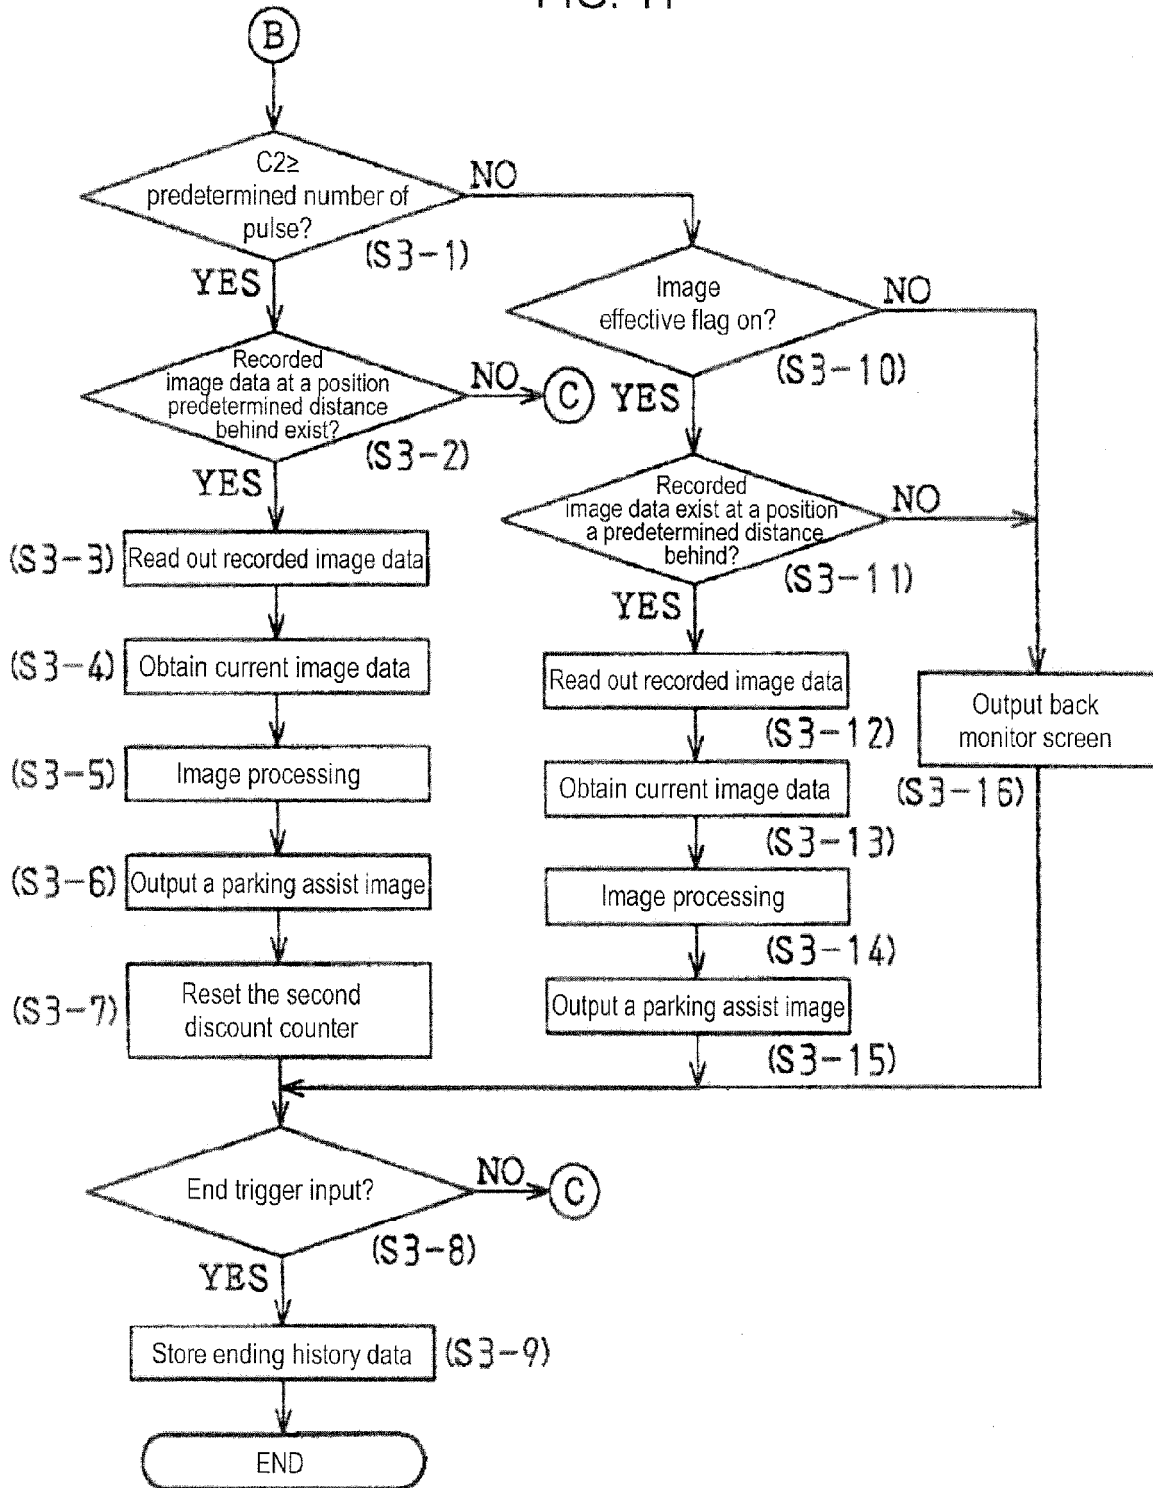 FIG. 11
B
C2≥
predetermined number of
pulse?
NO
(S3-1)
YES
Image
effective flag on?
NO
(S3-10)
YES
Recorded
image data at a position
predetermined distance
behind exist?
NO
C
(S3-2)
YES
Recorded
image data exist at a position
a predetermined distance
behind?
NO
(S3-11)
YES
(S3-3)
Read out recorded image data
(S3-4)
Obtain current image data
(S3-5)
Image processing
(S3-6)
Output a parking assist image
(S3-7)
Reset the second
discount counter
Read out recorded image data
(S3-12)
Obtain current image data
(S3-13)
Image processing
(S3-14)
Output a parking assist image
(S3-15)
Output back
monitor screen
(S3-16)
End trigger input?
NO
C
(S3-8)
YES
Store ending history data
(S3-9)
END